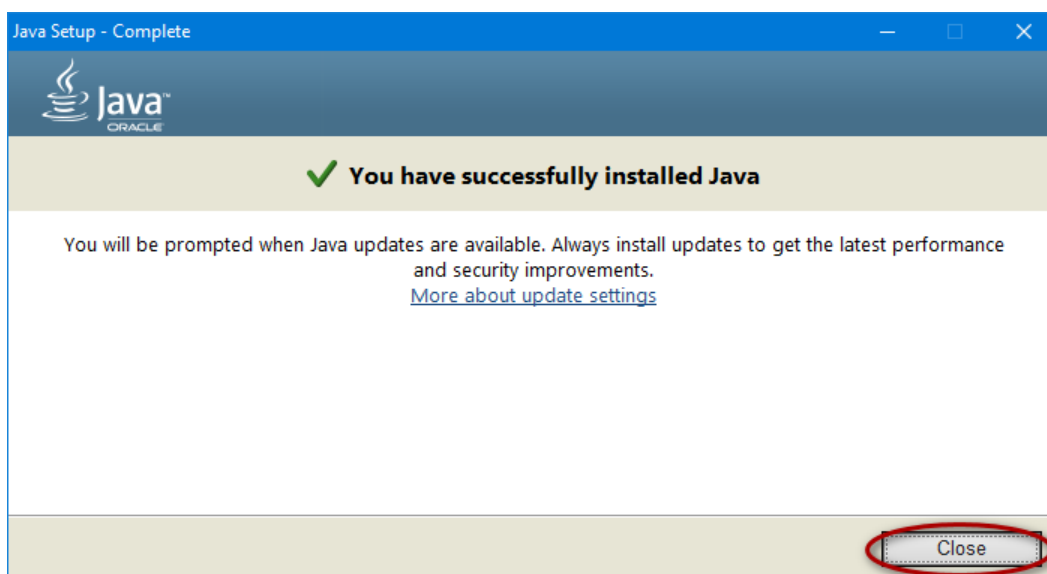 Java Setup - Complete
Java™
ORACLE
You have successfully installed Java
You will be prompted when Java updates are available. Always install updates to get the latest performance
and security improvements.
More about update settings
Close